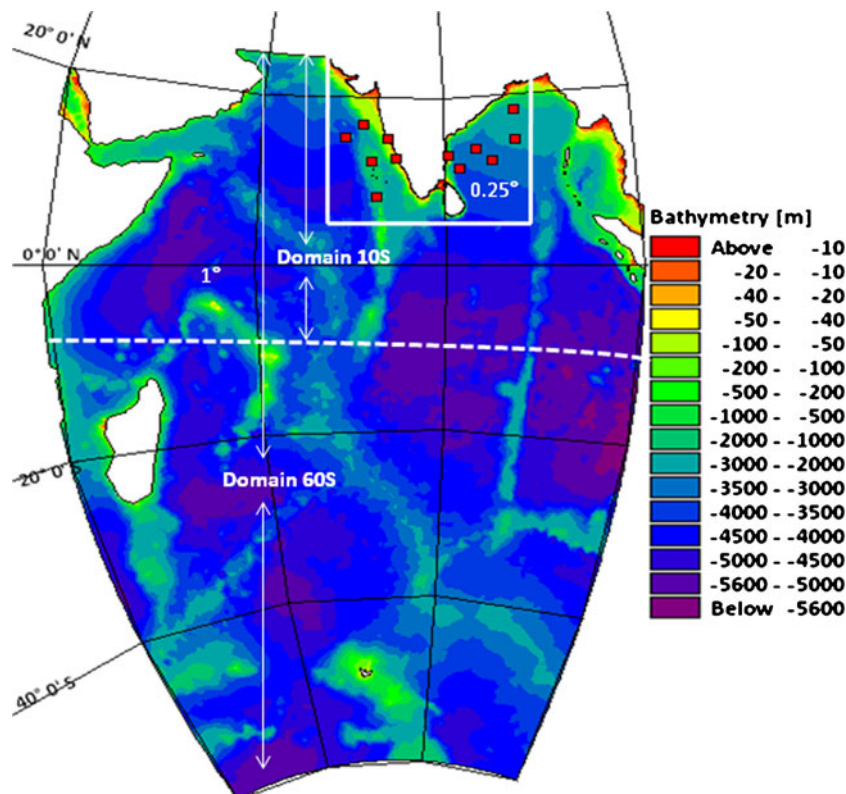 20° 0' N
0.25°
Bathymetry [m]
Above -10
-20 - -10
-40 - -20
-50 - -40
-100 - -50
-200 - -100
-500 - -200
-1000 - -500
-2000 - -1000
-3000 - -2000
-3500 - -3000
-4000 - -3500
-4500 - -4000
-5000 - -4500
-5600 - -5000
Below -5600
0° 0' N
Domain 10S
1°
20° 0' S
Domain 60S
40° 0' S